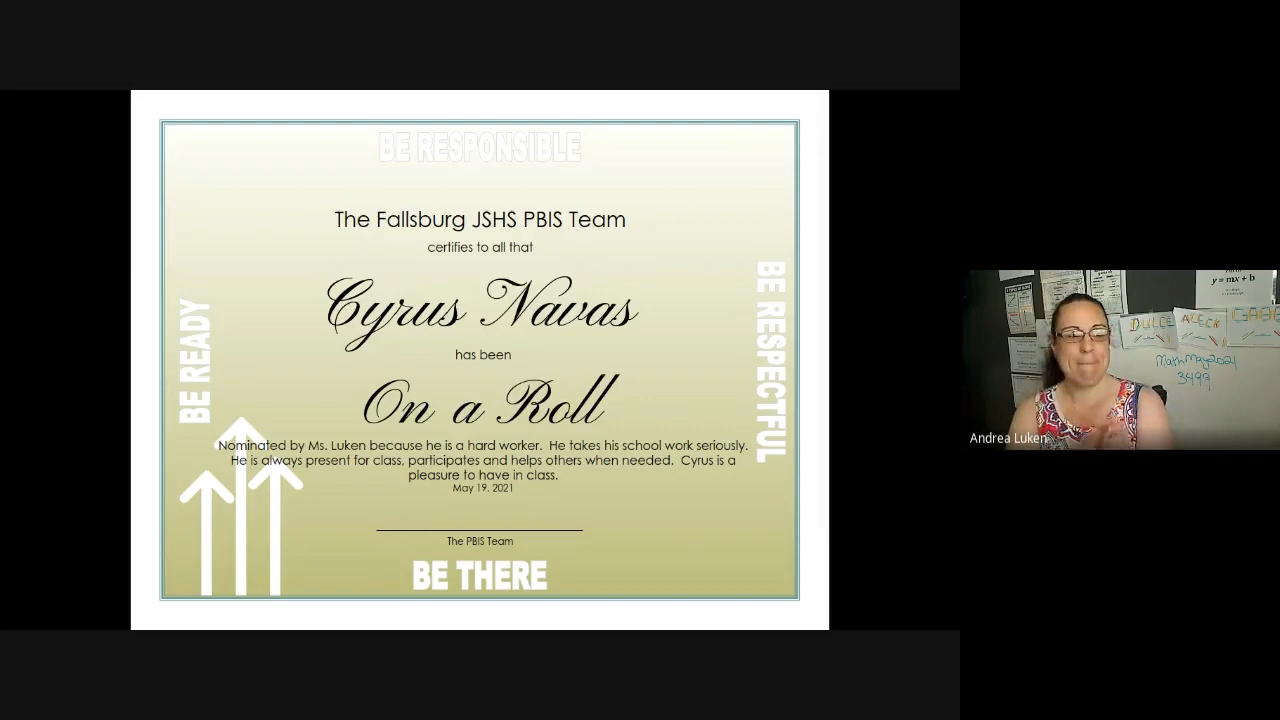 BE RESPONSIBLE
The Fallsburg JSHS PBIS Team
certifies to all that
Cyrus Navas
has been
On a Roll
Nominated by Ms. Luken because he is a hard worker. He takes his school work seriously.
He is always present for class, participates and helps others when needed. Cyrus is a
pleasure to have in class.
May 19, 2021
The PBIS Team
BE THERE
BE READY
BE RESPECTFUL
y = mx + b
DULCE
MathMay2021
3499
Andrea Luken